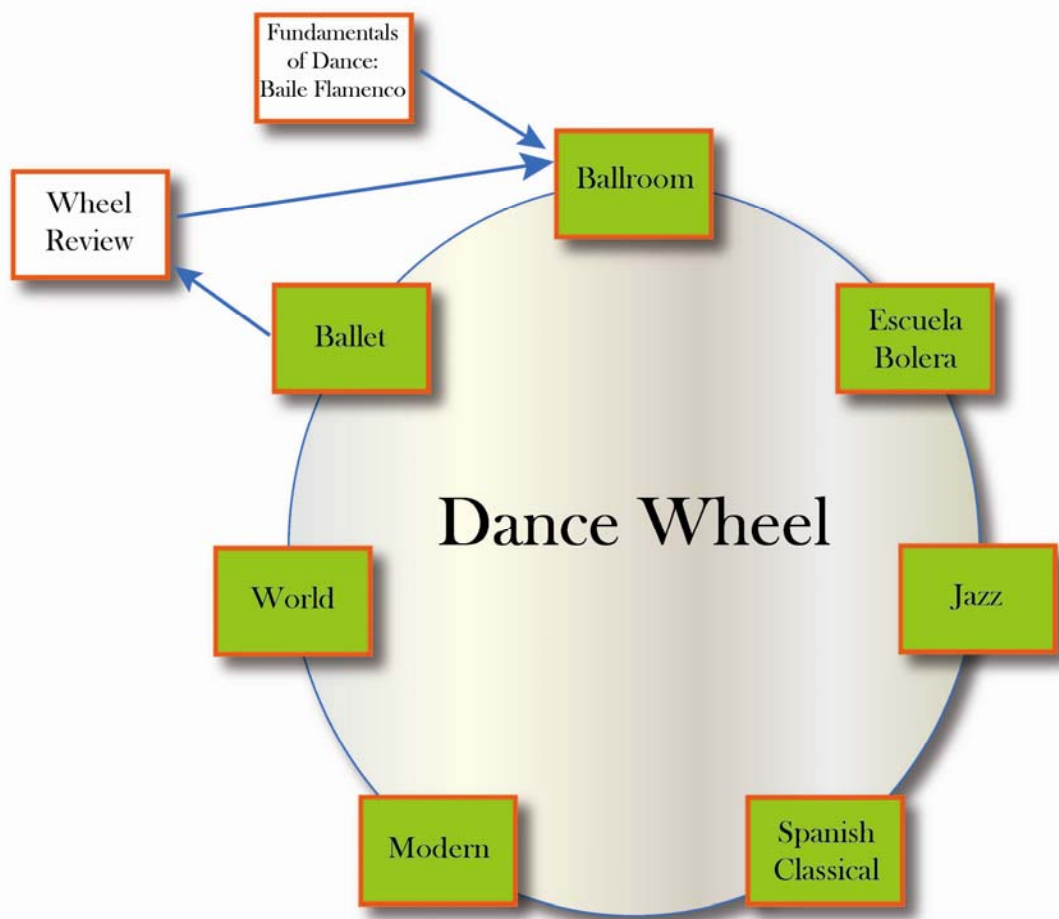 Fundamentals
of Dance:
Baile Flamenco
Ballroom
Wheel
Review
Ballet
Escuela
Bolera
Dance Wheel
World
Jazz
Modern
Spanish
Classical